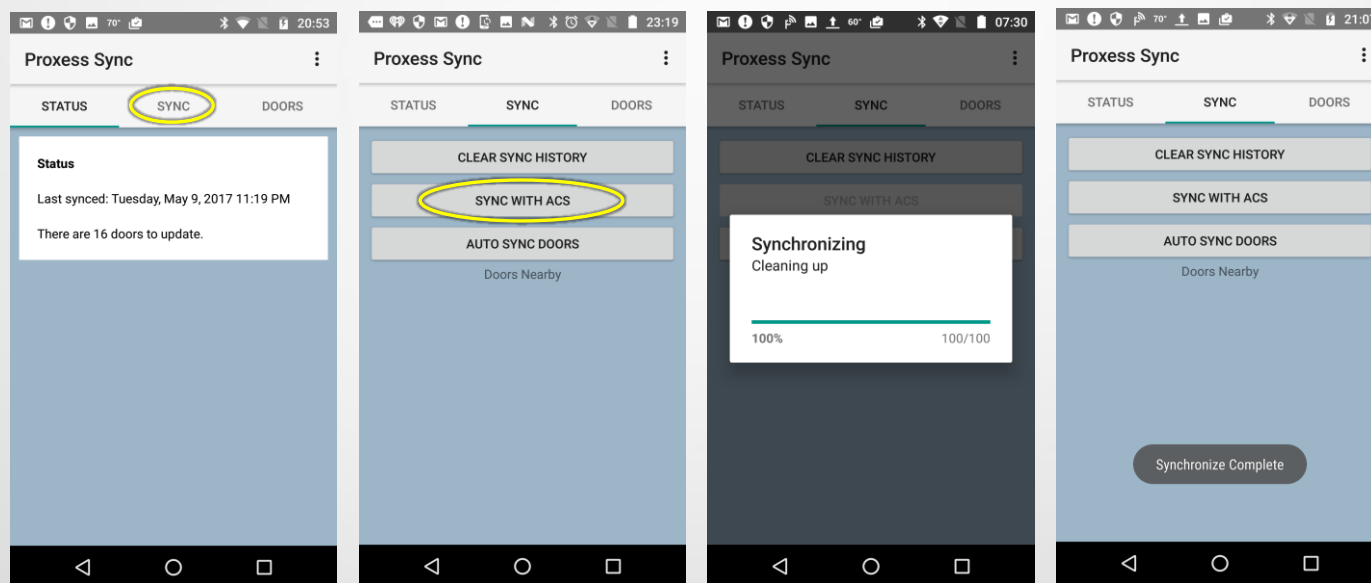 70°
20:53
Proxess Sync
STATUS
SYNC
DOORS
Status
Last synced: Tuesday, May 9, 2017 11:19 PM
There are 16 doors to update.
23:19
Proxess Sync
STATUS
SYNC
DOORS
CLEAR SYNC HISTORY
SYNC WITH ACS
AUTO SYNC DOORS
Doors Nearby
60°
07:30
Proxess Sync
STATUS
SYNC
DOORS
CLEAR SYNC HISTORY
SYNC WITH ACS
Synchronizing
Cleaning up
100%
100/100
70°
Proxess Sync
STATUS
SYNC
DOORS
CLEAR SYNC HISTORY
SYNC WITH ACS
AUTO SYNC DOORS
Doors Nearby
Synchronize Complete